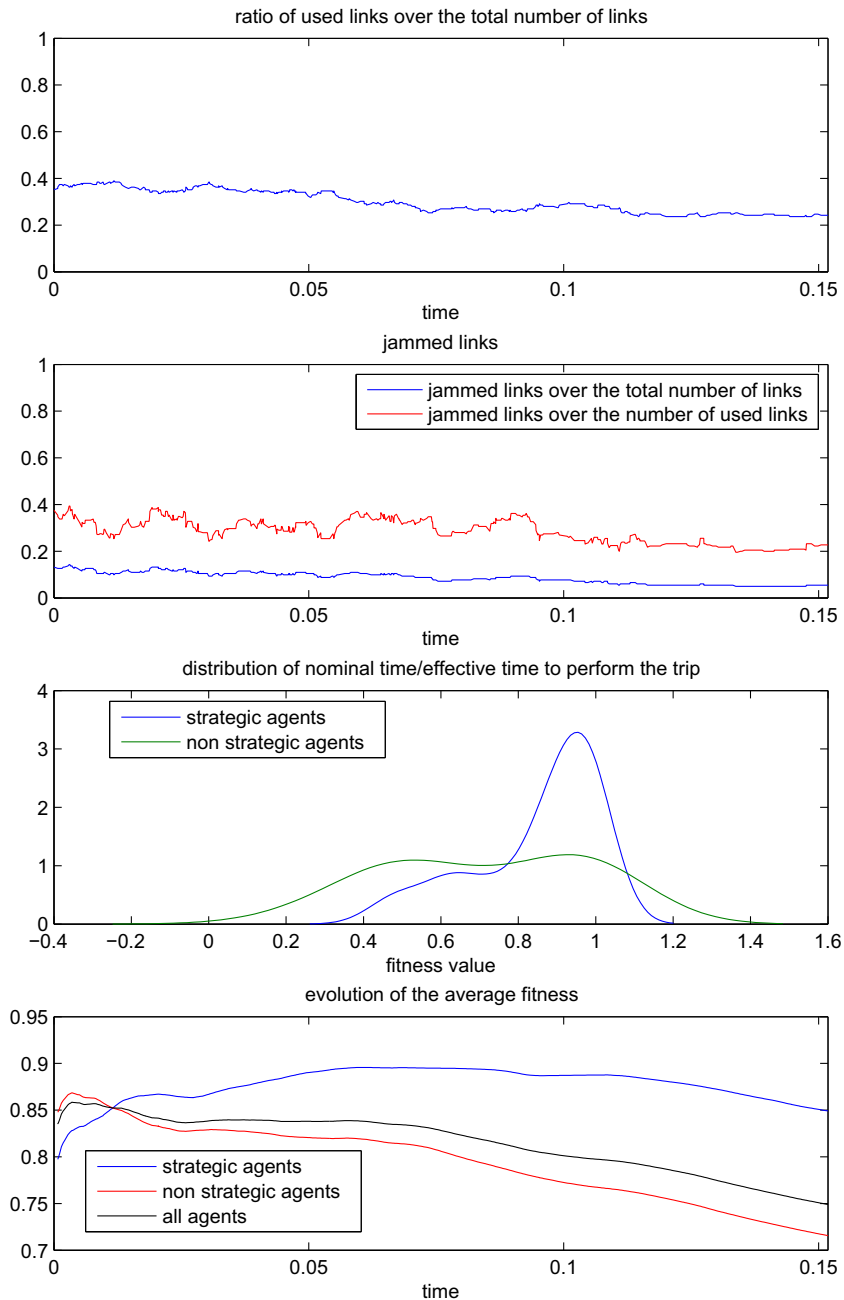 ratio of used links over the total number of links
1
0.8
0.6
0.4
0.2
0
0 0.05 0.1 0.15
time
jammed links
1
0.8
0.6
0.4
0.2
0
jammed links over the total number of links
jammed links over the number of used links
0 0.05 0.1 0.15
time
distribution of nominal time/effective time to perform the trip
4
3
2
1
0
strategic agents
non strategic agents
−0.4 −0.2 0 0.2 0.4 0.6 0.8 1 1.2 1.4 1.6
fitness value
evolution of the average fitness
0.95
0.9
0.85
0.8
0.75
0.7
strategic agents
non strategic agents
all agents
0 0.05 0.1 0.15
time